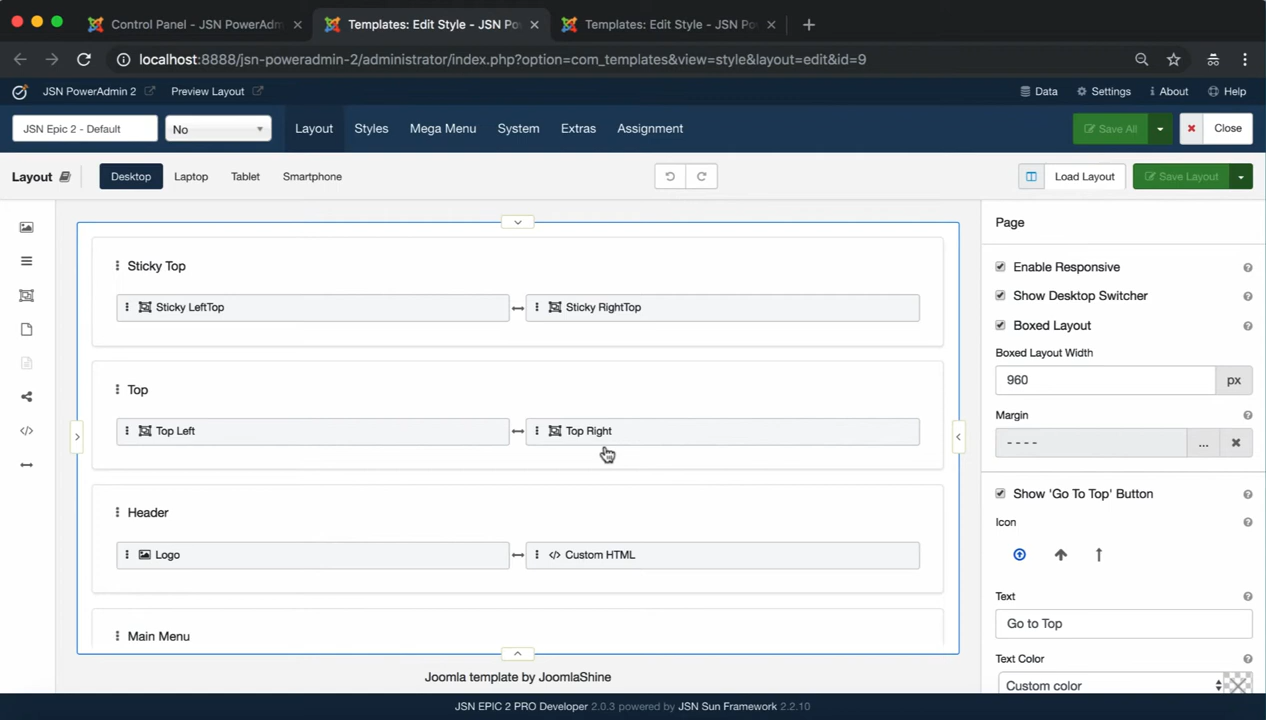 Control Panel - JSN PowerAdm
Templates: Edit Style - JSN Po
Templates: Edit Style - JSN Po
localhost:8888/jsn-poweradmin-2/administrator/index.php?option=com_templates&view=style&layout=edit&id=9
JSN PowerAdmin 2
Preview Layout
Data
Settings
About
Help
JSN Epic 2 - Default
No
Layout
Styles
Mega Menu
System
Extras
Assignment
Save All
Close
Layout
Desktop
Laptop
Tablet
Smartphone
Load Layout
Save Layout
Page
Sticky Top
Enable Responsive
Show Desktop Switcher
Sticky LeftTop
Sticky RightTop
Boxed Layout
Boxed Layout Width
960
px
Top
Margin
- - - -
...
Top Left
Top Right
Show 'Go To Top' Button
Header
Icon
Logo
Custom HTML
Text
Go to Top
Main Menu
Text Color
Custom color
Joomla template by JoomlaShine
JSN EPIC 2 PRO Developer 2.0.3 powered by JSN Sun Framework 2.2.10